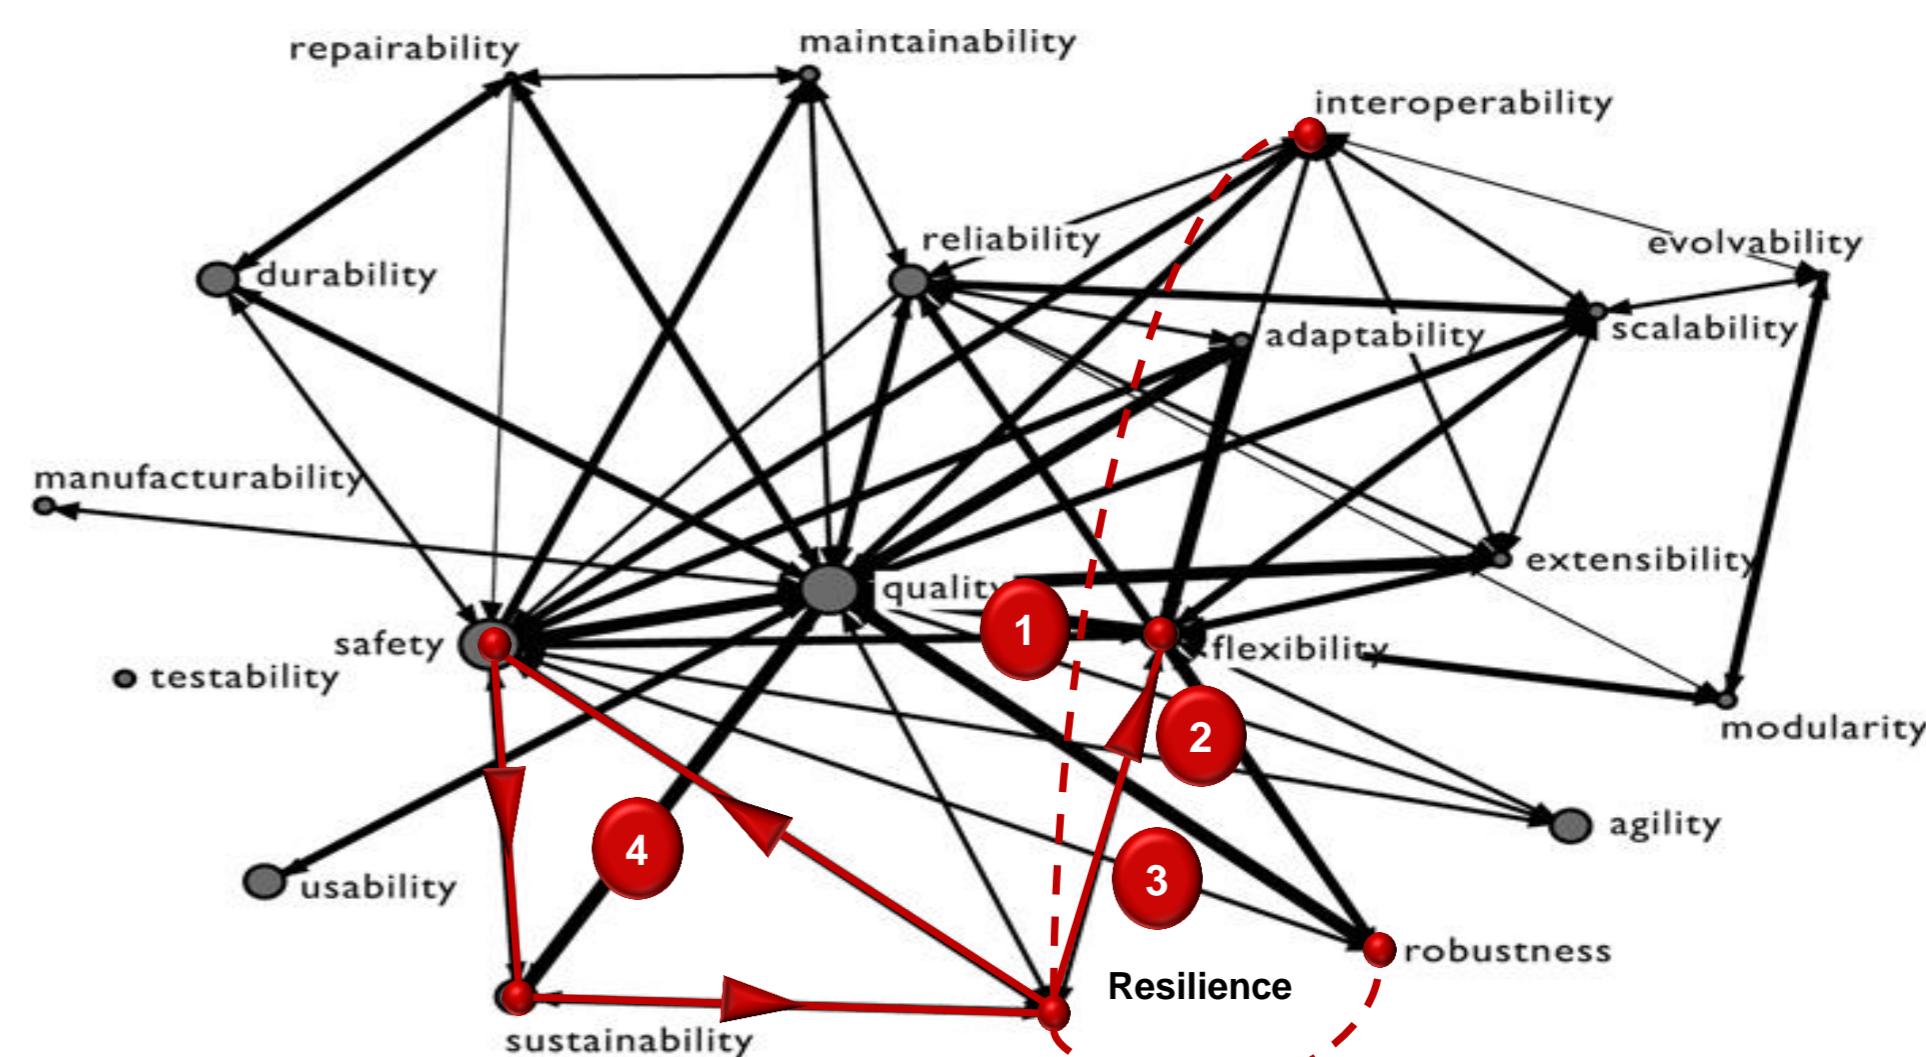 maintainability
repairability
interoperability
reliability
evolvability
durability
scalability
adaptability
manufacturability
extensibility
quality
1
safety
flexibility
testability
modularity
2
agility
4
3
usability
robustness
Resilience
sustainability